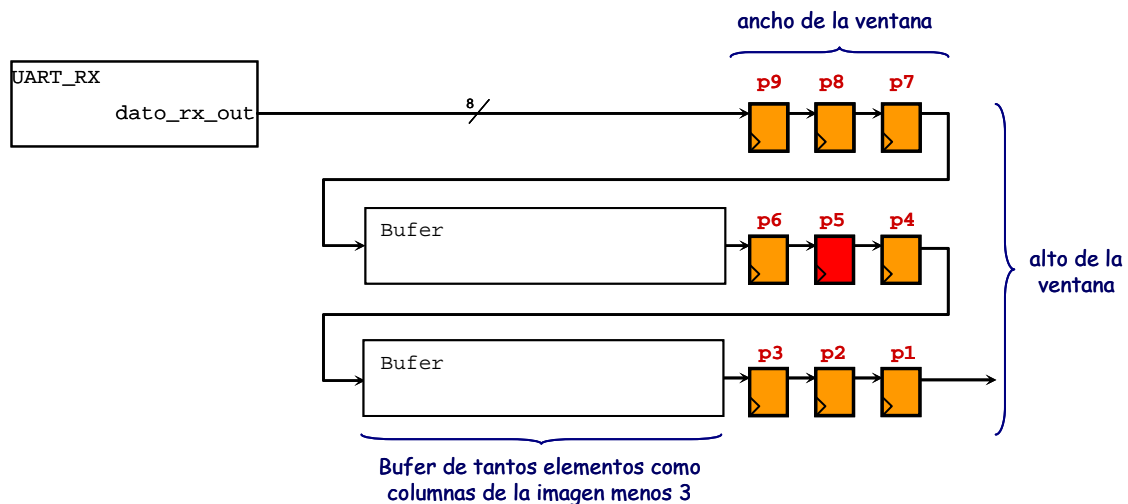 ancho de la ventana
UART_RX
p9 p8 p7
dato_rx_out
8
p6 p5 p4
Bufer
alto de la
ventana
p3 p2 p1
Bufer
Bufer de tantos elementos como
columnas de la imagen menos 3